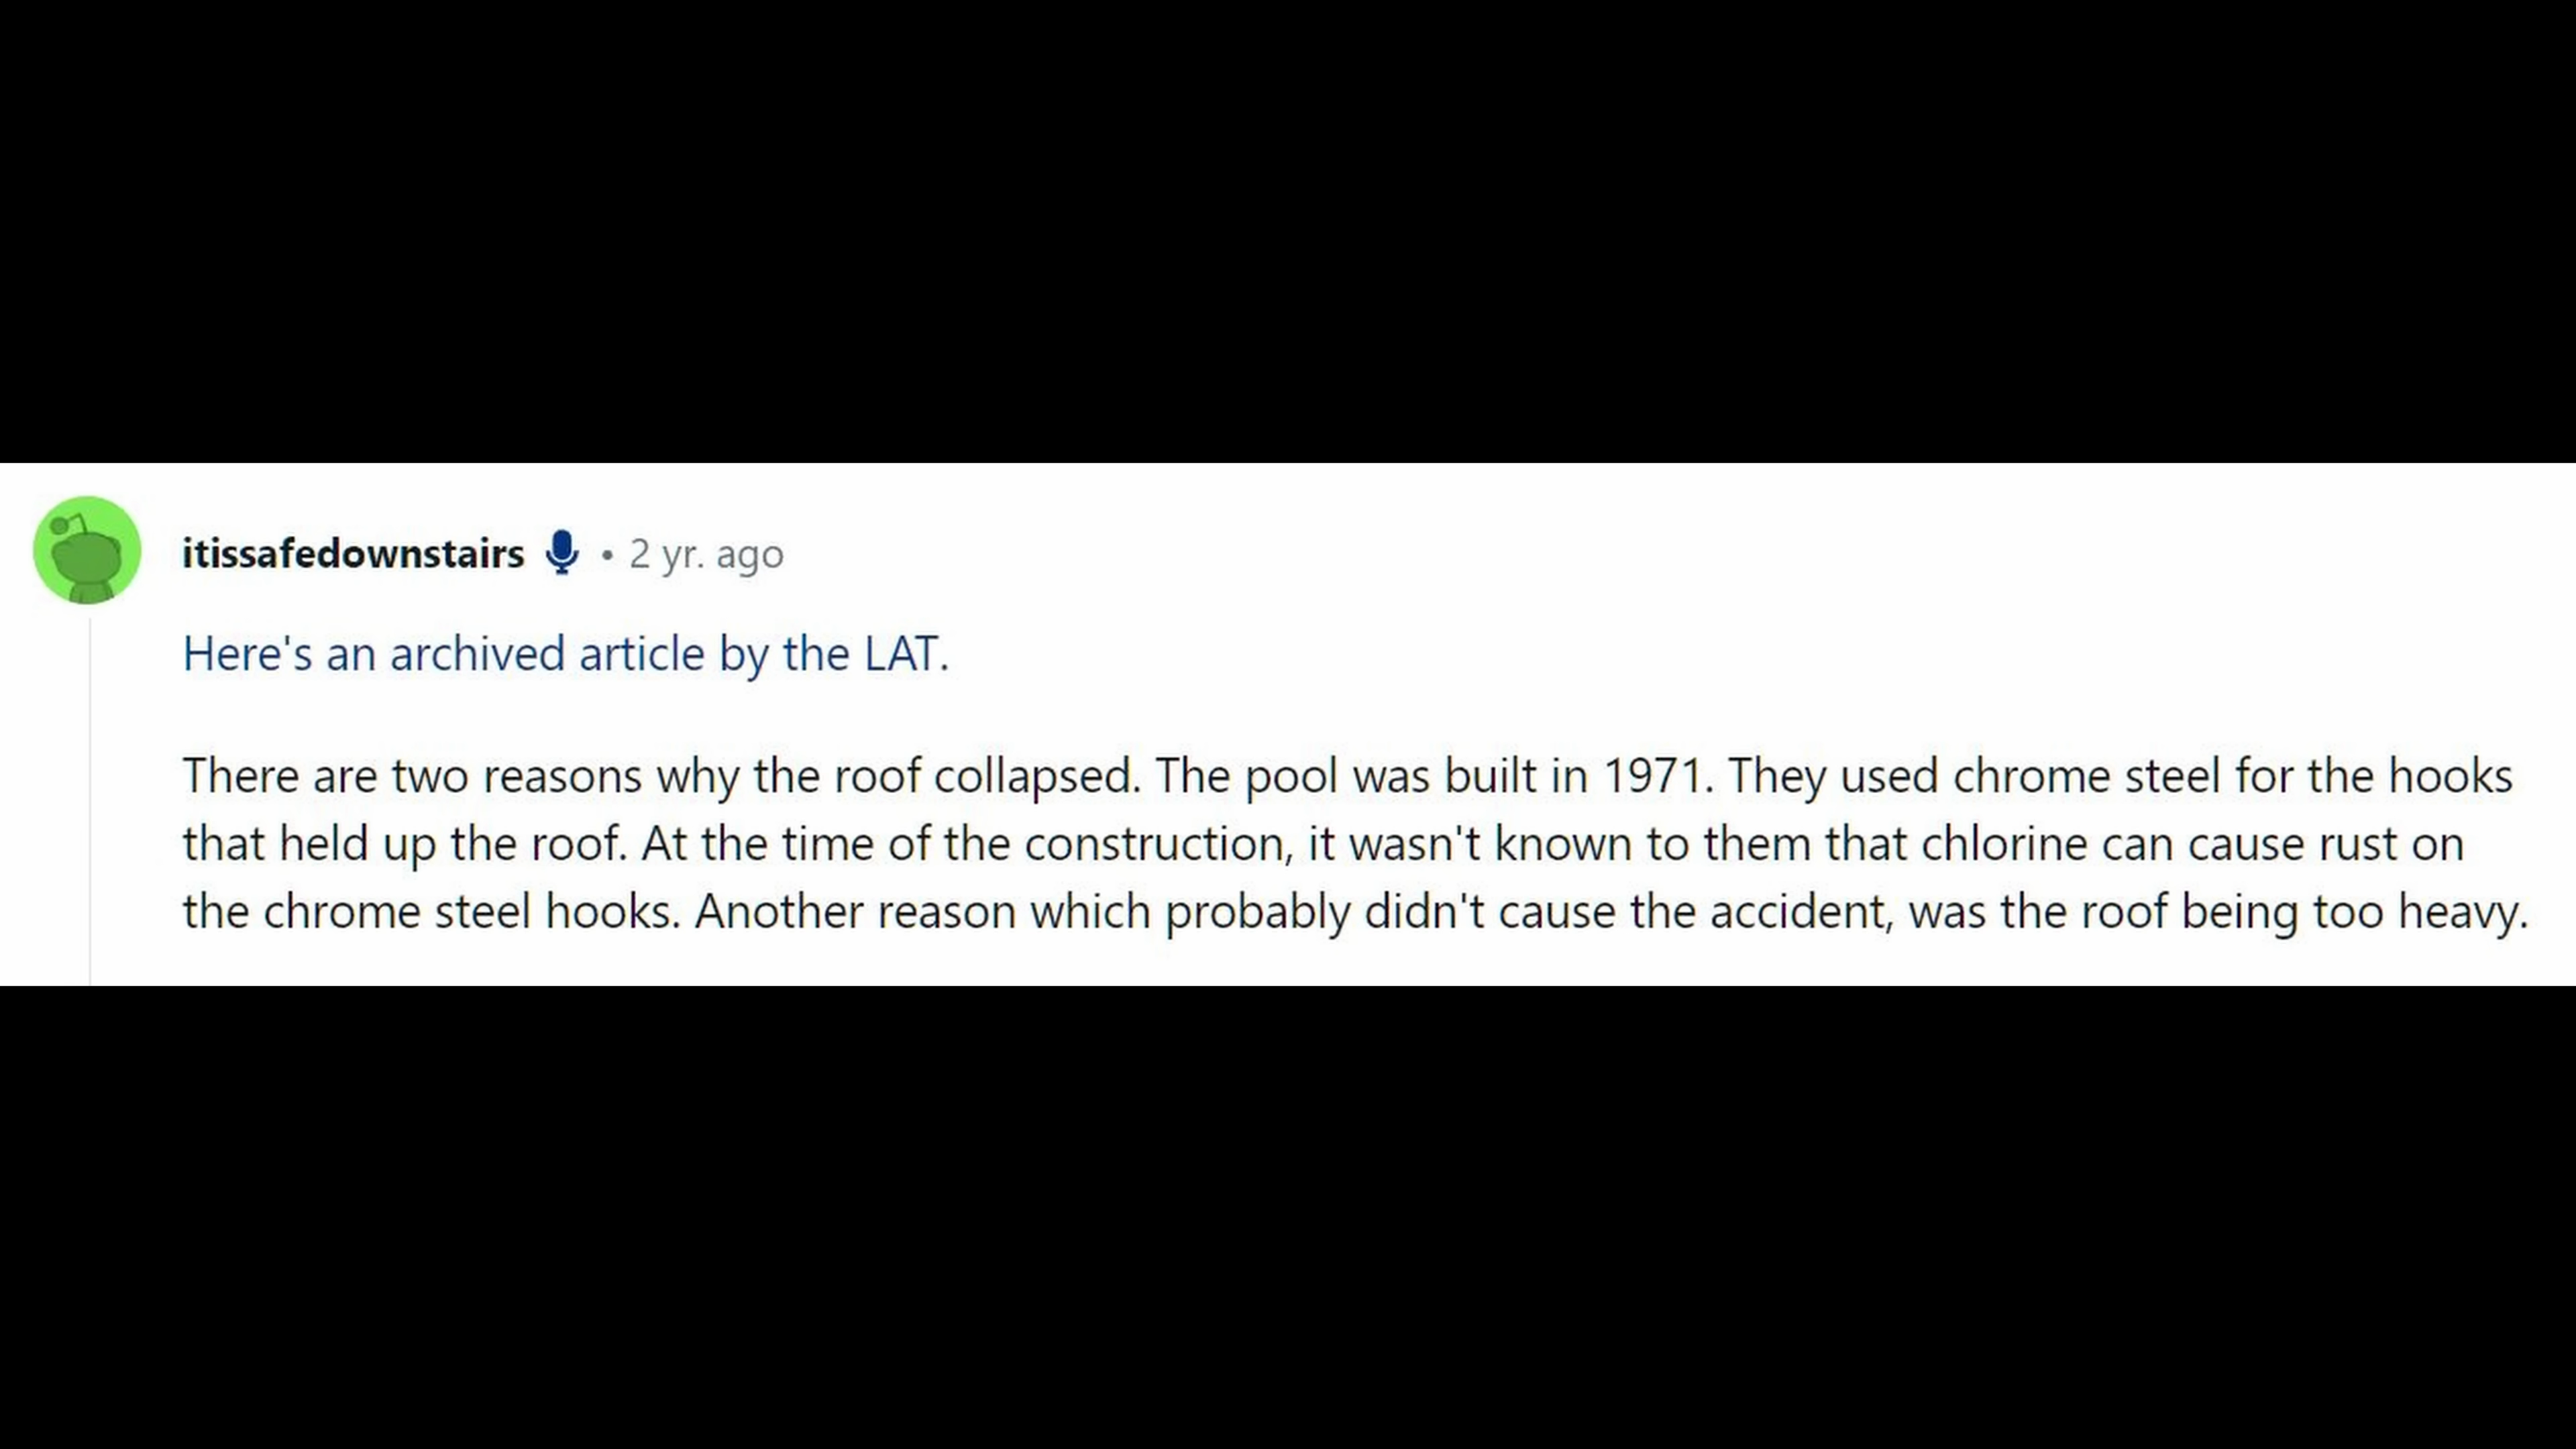 itissafedownstairs • 2 yr. ago
Here's an archived article by the LAT.
There are two reasons why the roof collapsed. The pool was built in 1971. They used chrome steel for the hooks
that held up the roof. At the time of the construction, it wasn't known to them that chlorine can cause rust on
the chrome steel hooks. Another reason which probably didn't cause the accident, was the roof being too heavy.